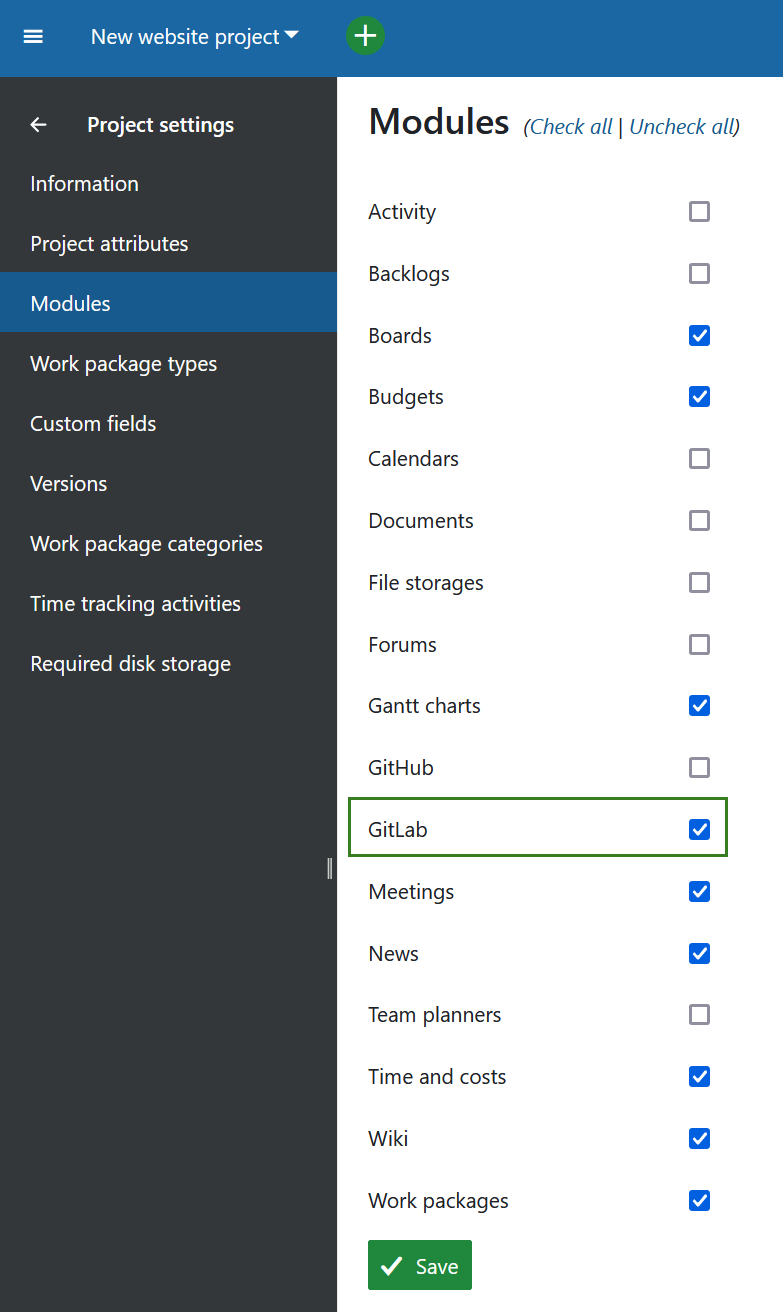 New website project
Project settings
Information
Project attributes
Modules
Work package types
Custom fields
Versions
Work package categories
Time tracking activities
Required disk storage
Modules (Check all | Uncheck all)
Activity
Backlogs
Boards
Budgets
Calendars
Documents
File storages
Forums
Gantt charts
GitHub
GitLab
Meetings
News
Team planners
Time and costs
Wiki
Work packages
Save